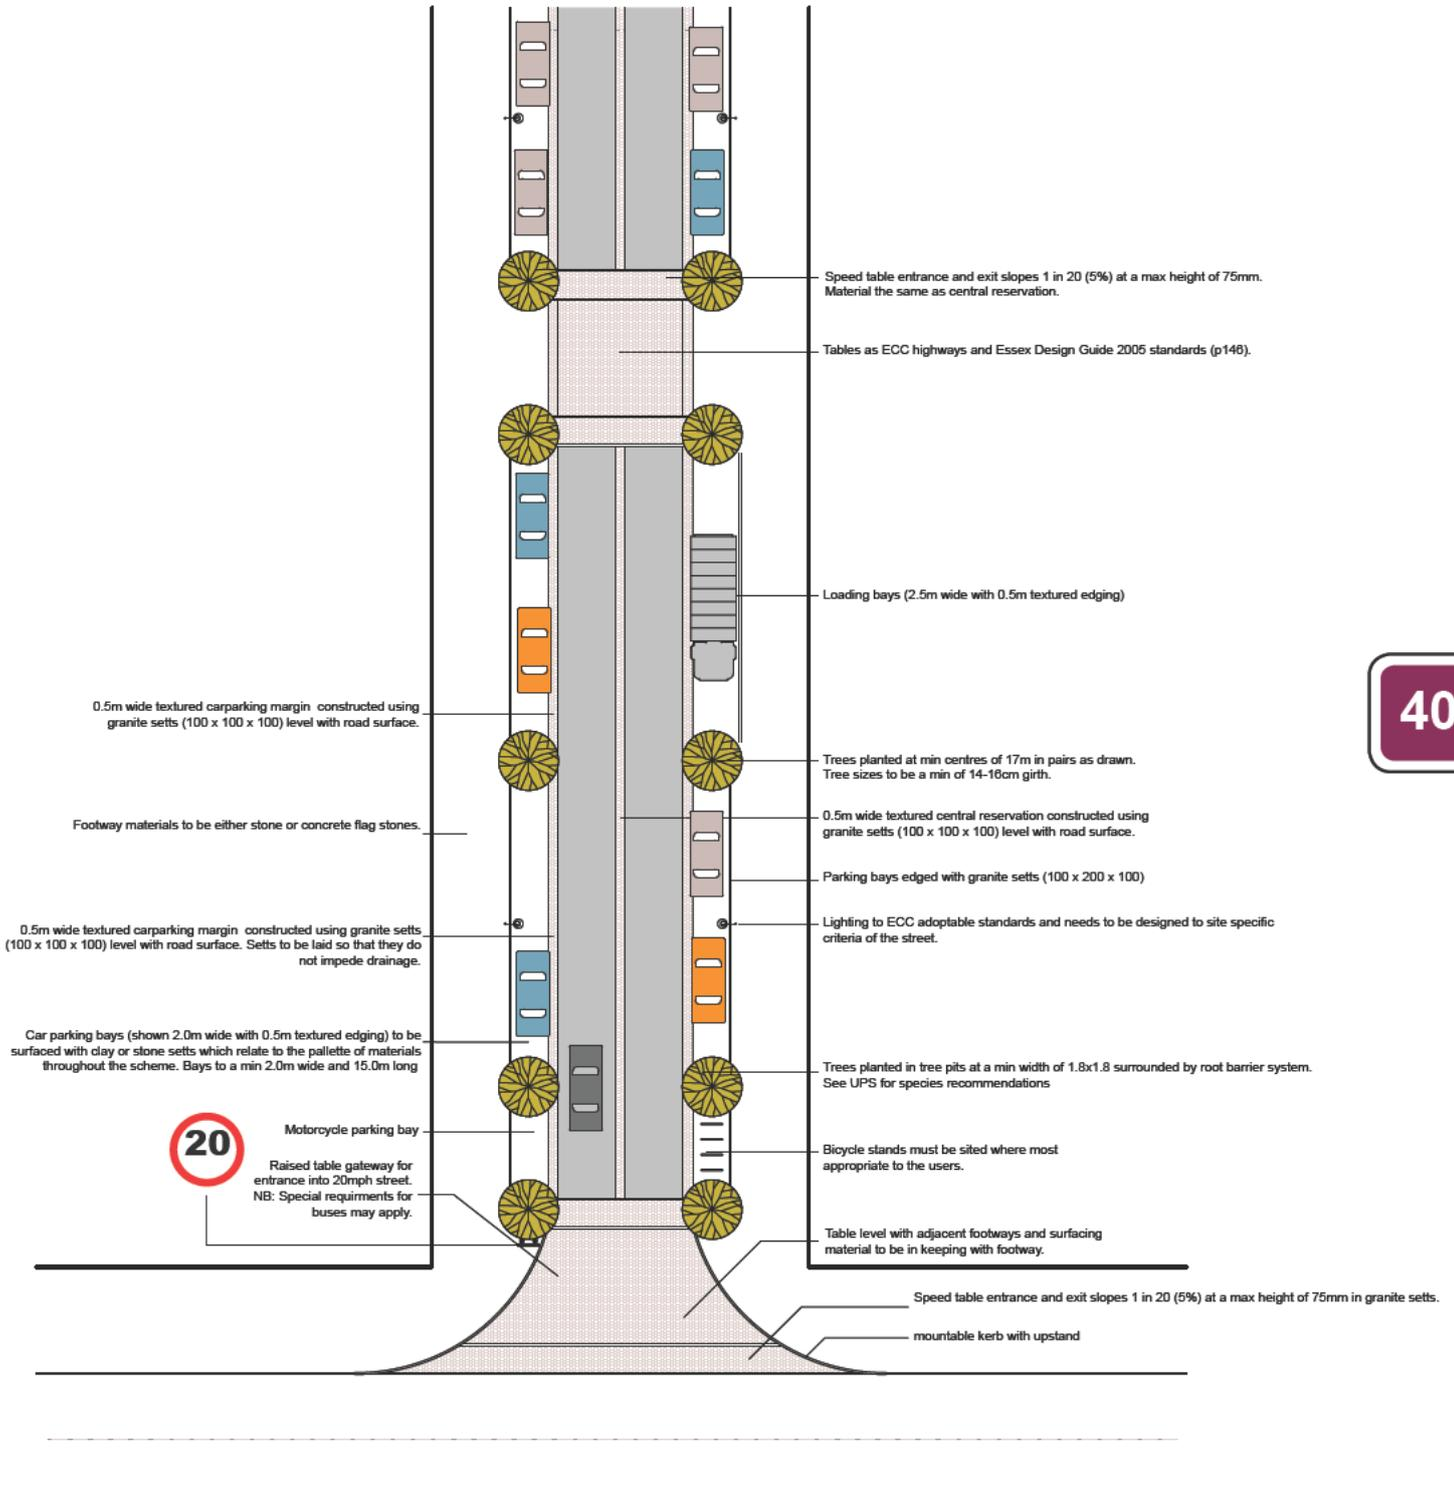 Speed table entrance and exit slopes 1 in 20 (5%) at a max height of 75mm.
Material the same as central reservation.
Tables as ECC highways and Essex Design Guide 2005 standards (p146).
Loading bays (2.5m wide with 0.5m textured edging)
40
0.5m wide textured carparking margin constructed using
granite setts (100 x 100 x 100) level with road surface.
Trees planted at min centres of 17m in pairs as drawn.
Tree sizes to be a min of 14-16cm girth.
Footway materials to be either stone or concrete flag stones.
0.5m wide textured central reservation constructed using
granite setts (100 x 100 x 100) level with road surface.
Parking bays edged with granite setts (100 x 200 x 100)
Lighting to ECC adoptable standards and needs to be designed to site specific
criteria of the street.
0.5m wide textured carparking margin constructed using granite setts
(100 x 100 x 100) level with road surface. Setts to be laid so that they do
not impede drainage.
Car parking bays (shown 2.0m wide with 0.5m textured edging) to be
surfaced with clay or stone setts which relate to the pallette of materials
throughout the scheme. Bays to a min 2.0m wide and 15.0m long
Trees planted in tree pits at a min width of 1.8x1.8 surrounded by root barrier system.
See UPS for species recommendations
20
Motorcycle parking bay
Bicycle stands must be sited where most
appropriate to the users.
Raised table gateway for
entrance into 20mph street.
NB: Special requirments for
buses may apply.
Table level with adjacent footways and surfacing
material to be in keeping with footway.
Speed table entrance and exit slopes 1 in 20 (5%) at a max height of 75mm in granite setts.
mountable kerb with upstand